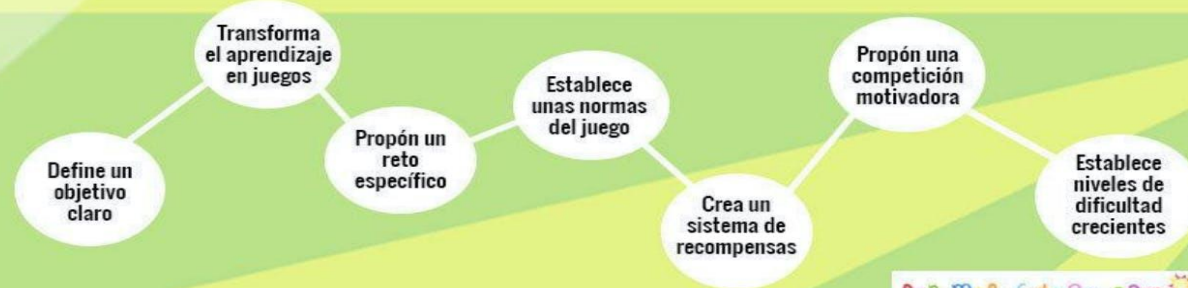 Define un
objetivo
claro
Transforma
el aprendizaje
en juegos
Propón un
reto
específico
Establece
unas normas
del juego
Crea un
sistema de
recompensas
Propón una
competición
motivadora
Establece
niveles de
dificultad
crecientes